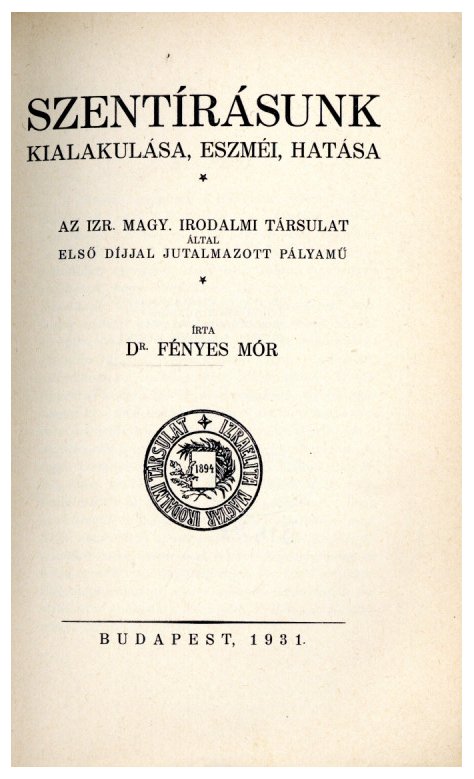 SZENTÍRÁSUNK
KIALAKULÁSA, ESZMÉI, HATÁSA
*
AZ IZR. MAGY. IRODALMI TÁRSULAT
ÁLTAL
ELSŐ DÍJJAL JUTALMAZOTT PÁLYAMŰ
*
ÍRTA
DR. FÉNYES MÓR
IZRAELITA MAGYAR IRODALMI TÁRSULAT
1894
BUDAPEST, 1931.